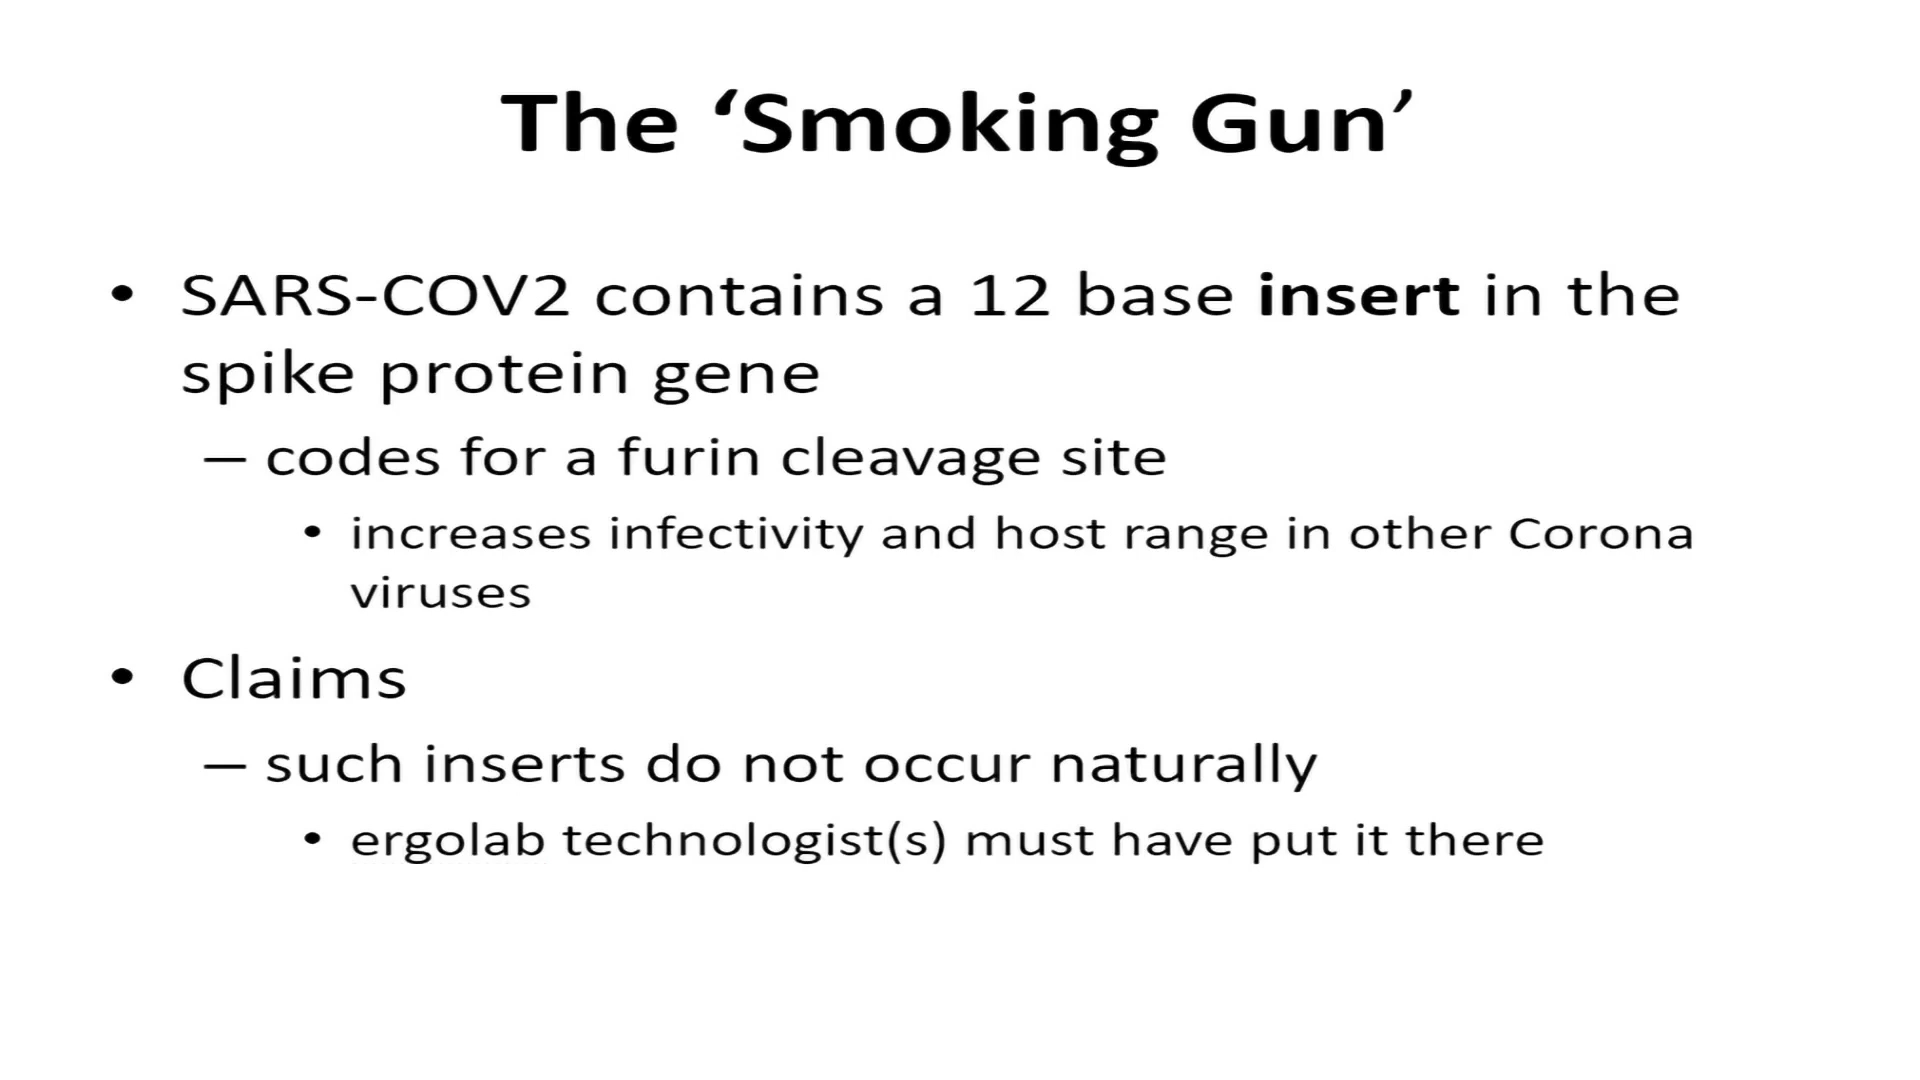 The ‘Smoking Gun’
• SARS-COV2 contains a 12 base insert in the
spike protein gene
– codes for a furin cleavage site
• increases infectivity and host range in other Corona
viruses
• Claims
– such inserts do not occur naturally
• ergolab technologist(s) must have put it there